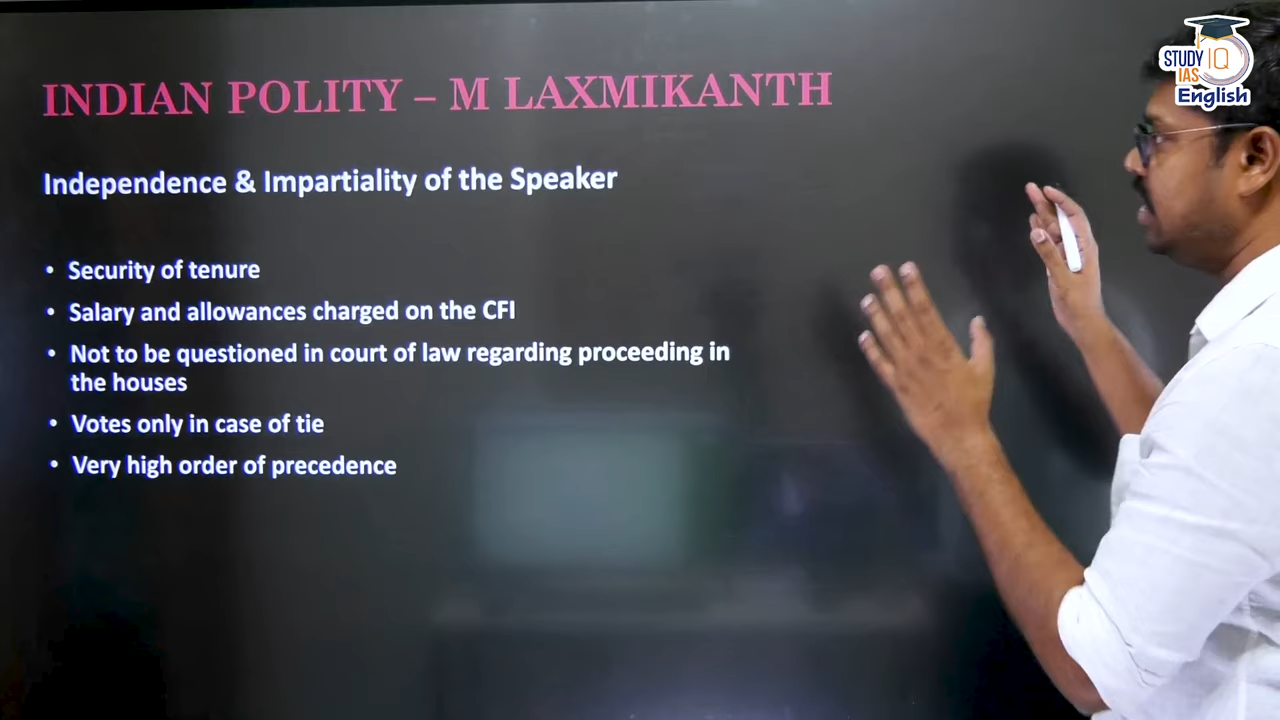 INDIAN POLITY – M LAXMIKANTH
Independence & Impartiality of the Speaker
• Security of tenure
• Salary and allowances charged on the CFI
• Not to be questioned in court of law regarding proceeding in
the houses
• Votes only in case of tie
• Very high order of precedence
STUDY IQ
IAS
English